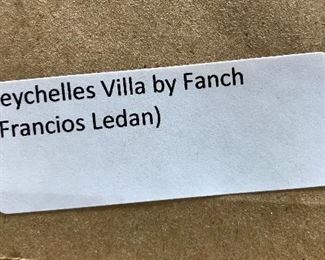 eychelles Villa by Fanch
Francios Ledan)